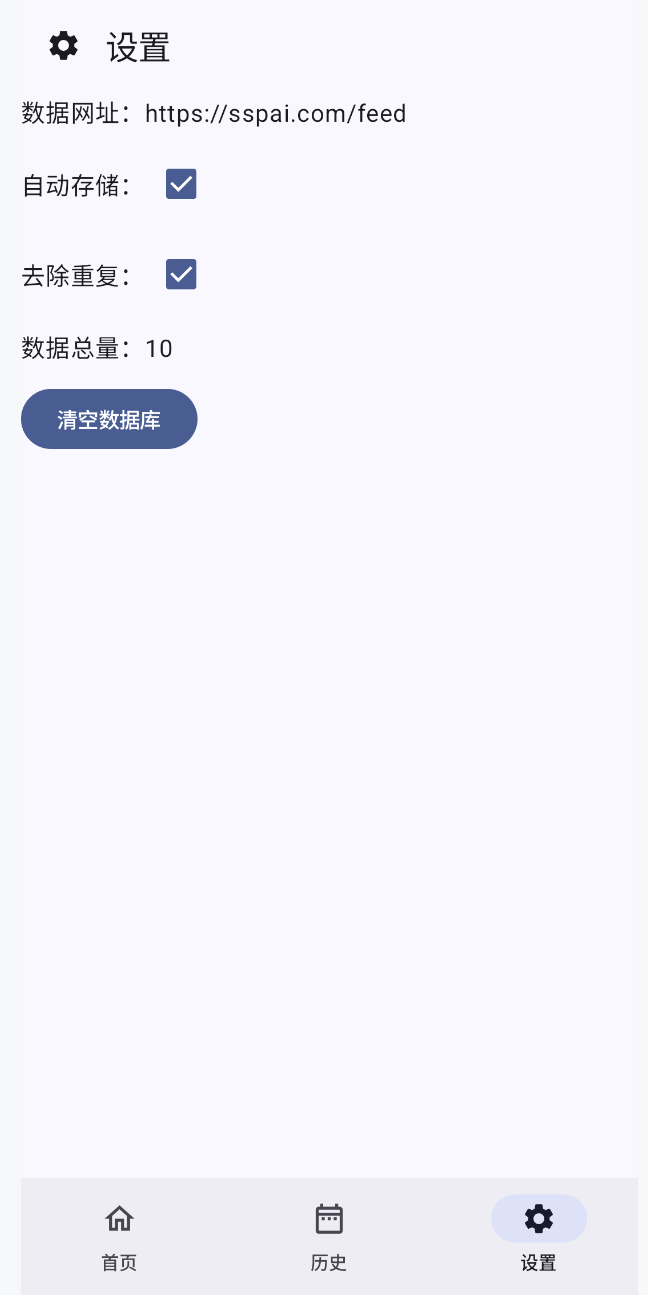 设置
数据网址：https://sspai.com/feed
自动存储：
去除重复：
数据总量：10
清空数据库
首页
历史
设置